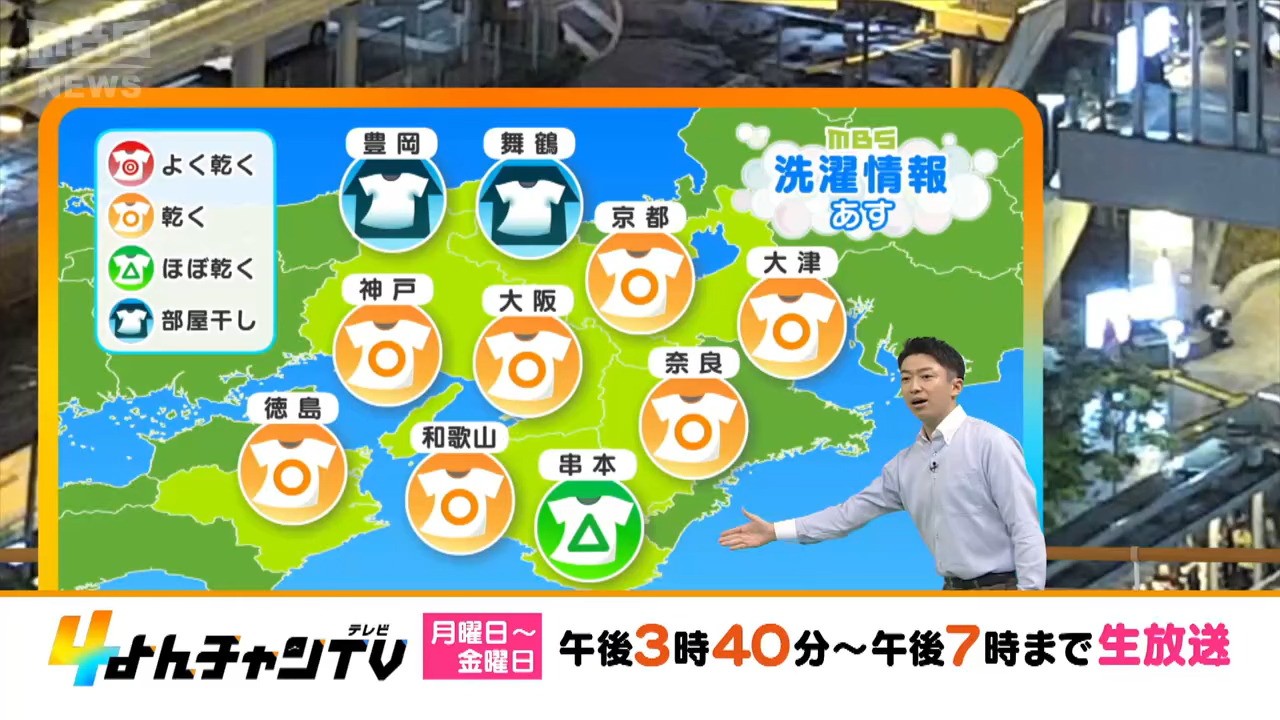 MBS
NEWS
よく乾く
乾く
ほぼ乾く
部屋干し
MBS
洗濯情報
あす
豊岡
舞鶴
京都
大津
神戸
大阪
奈良
徳島
和歌山
串本
4よんチャンTV
テレビ
月曜日～
金曜日
午後3時40分～午後7時まで生放送